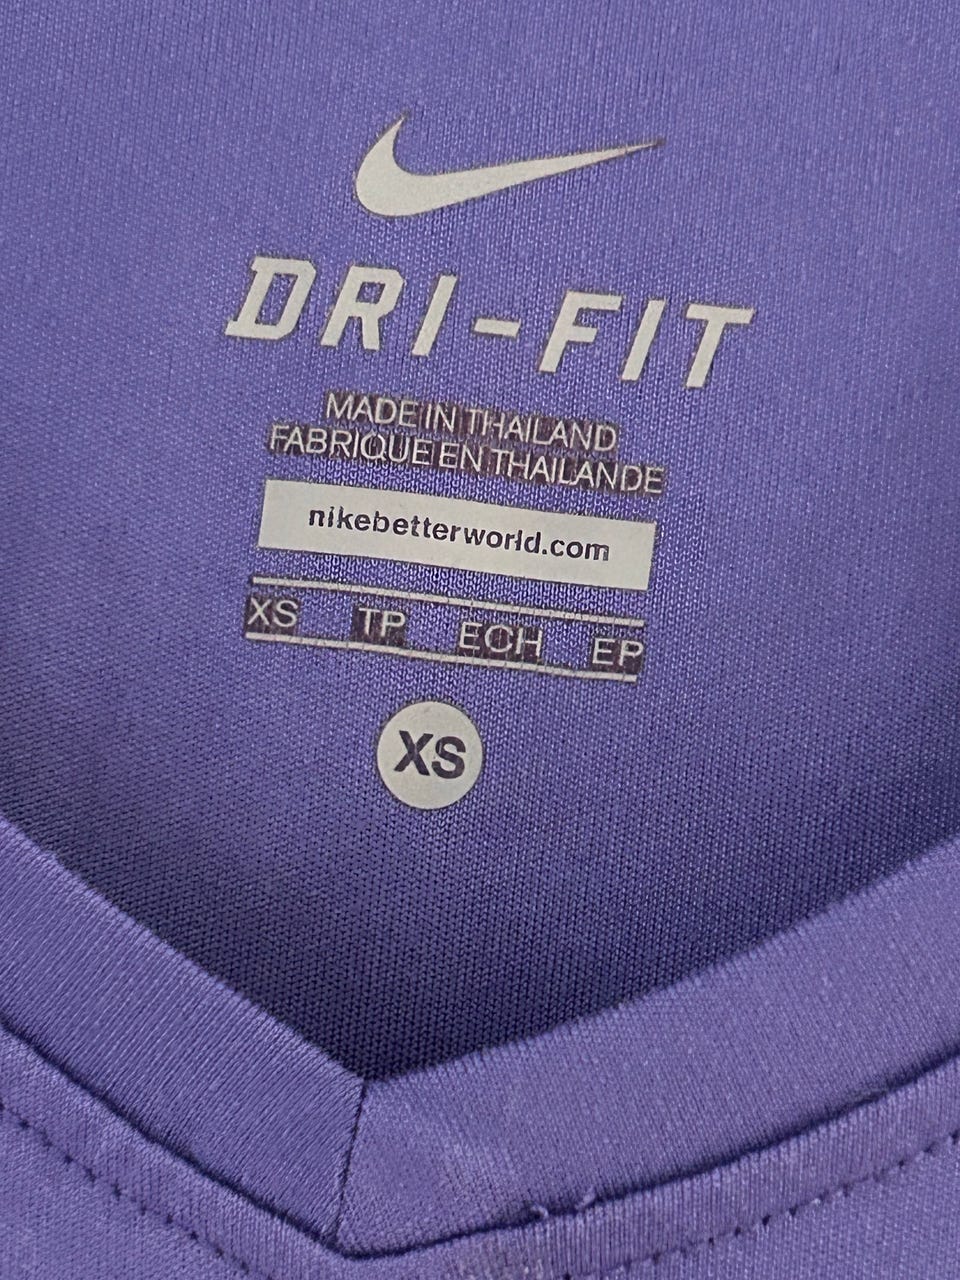 DRI-FIT
MADE IN THAILAND
FABRIQUE EN THAILANDE
nikebetterworld.com
XS TP ECH EP
XS